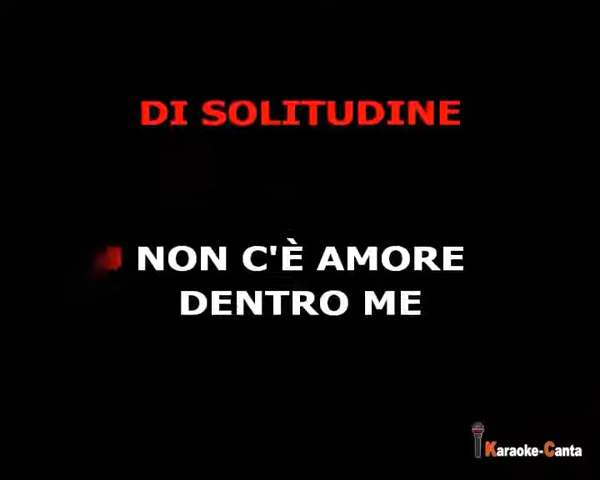 DI SOLITUDINE
NON C'È AMORE
DENTRO ME
Karaoke-Canta